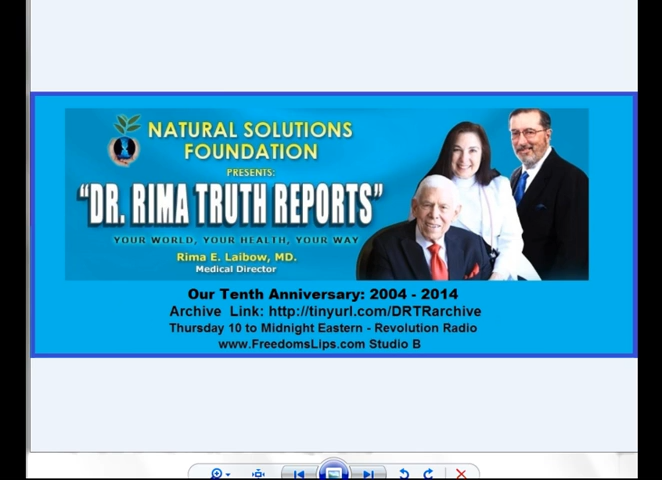 NATURAL SOLUTIONS
FOUNDATION
PRESENTS:
"DR. RIMA TRUTH REPORTS"
YOUR WORLD, YOUR HEALTH, YOUR WAY
Rima E. Laibow, MD.
Medical Director
Our Tenth Anniversary: 2004 - 2014
Archive Link: http://tinyurl.com/DRTRarchive
Thursday 10 to Midnight Eastern - Revolution Radio
www.FreedomsLips.com Studio B